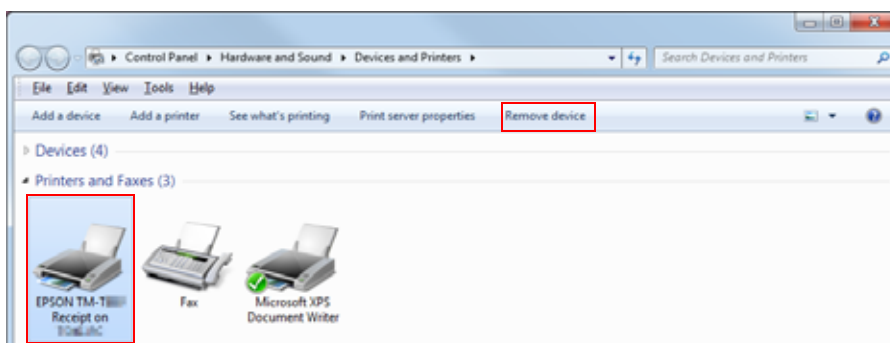 Control Panel Hardware and Sound Devices and Printers Search Devices and Printers
File Edit View Tools Help
Add a device Add a printer See what's printing Print server properties Remove device
Devices (4)
Printers and Faxes (3)
EPSON
Receipt on
Fax
Microsoft XPS
Document Writer